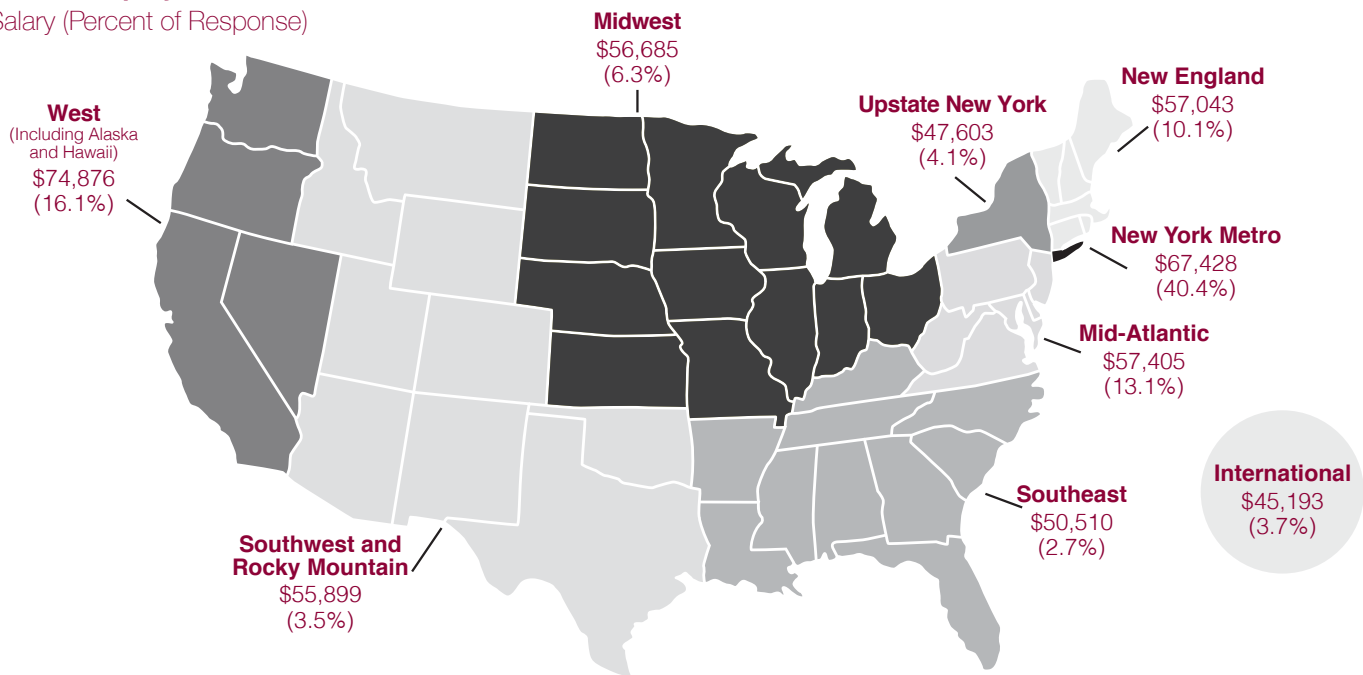 Salary (Percent of Response)
Midwest
$56,685
(6.3%)
New England
$57,043
(10.1%)
Upstate New York
$47,603
(4.1%)
West
(Including Alaska
and Hawaii)
$74,876
(16.1%)
New York Metro
$67,428
(40.4%)
Mid-Atlantic
$57,405
(13.1%)
International
$45,193
(3.7%)
Southeast
$50,510
(2.7%)
Southwest and
Rocky Mountain
$55,899
(3.5%)